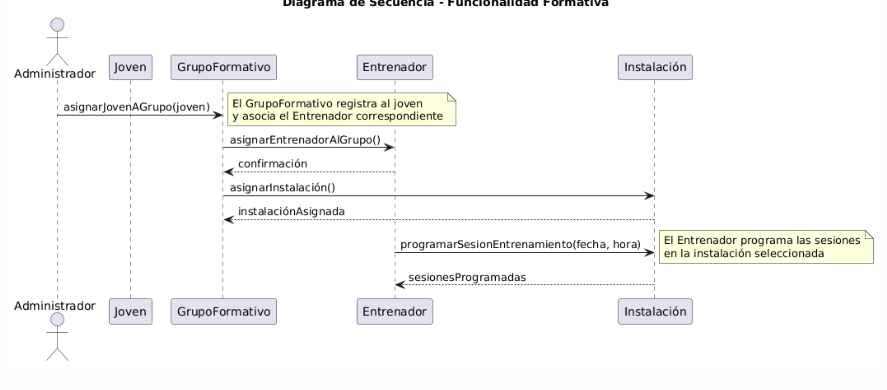 Diagrama de Secuencia - Funcionalidad Formativa
Administrador
Joven
GrupoFormativo
Entrenador
Instalación
asignarJovenAGrupo(joven)
El GrupoFormativo registra al joven
y asocia el Entrenador correspondiente
asignarEntrenadorAlGrupo()
confirmación
asignarInstalación()
instalaciónAsignada
programarSesionEntrenamiento(fecha, hora)
El Entrenador programa las sesiones
en la instalación seleccionada
sesionesProgramadas
Administrador
Joven
GrupoFormativo
Entrenador
Instalación